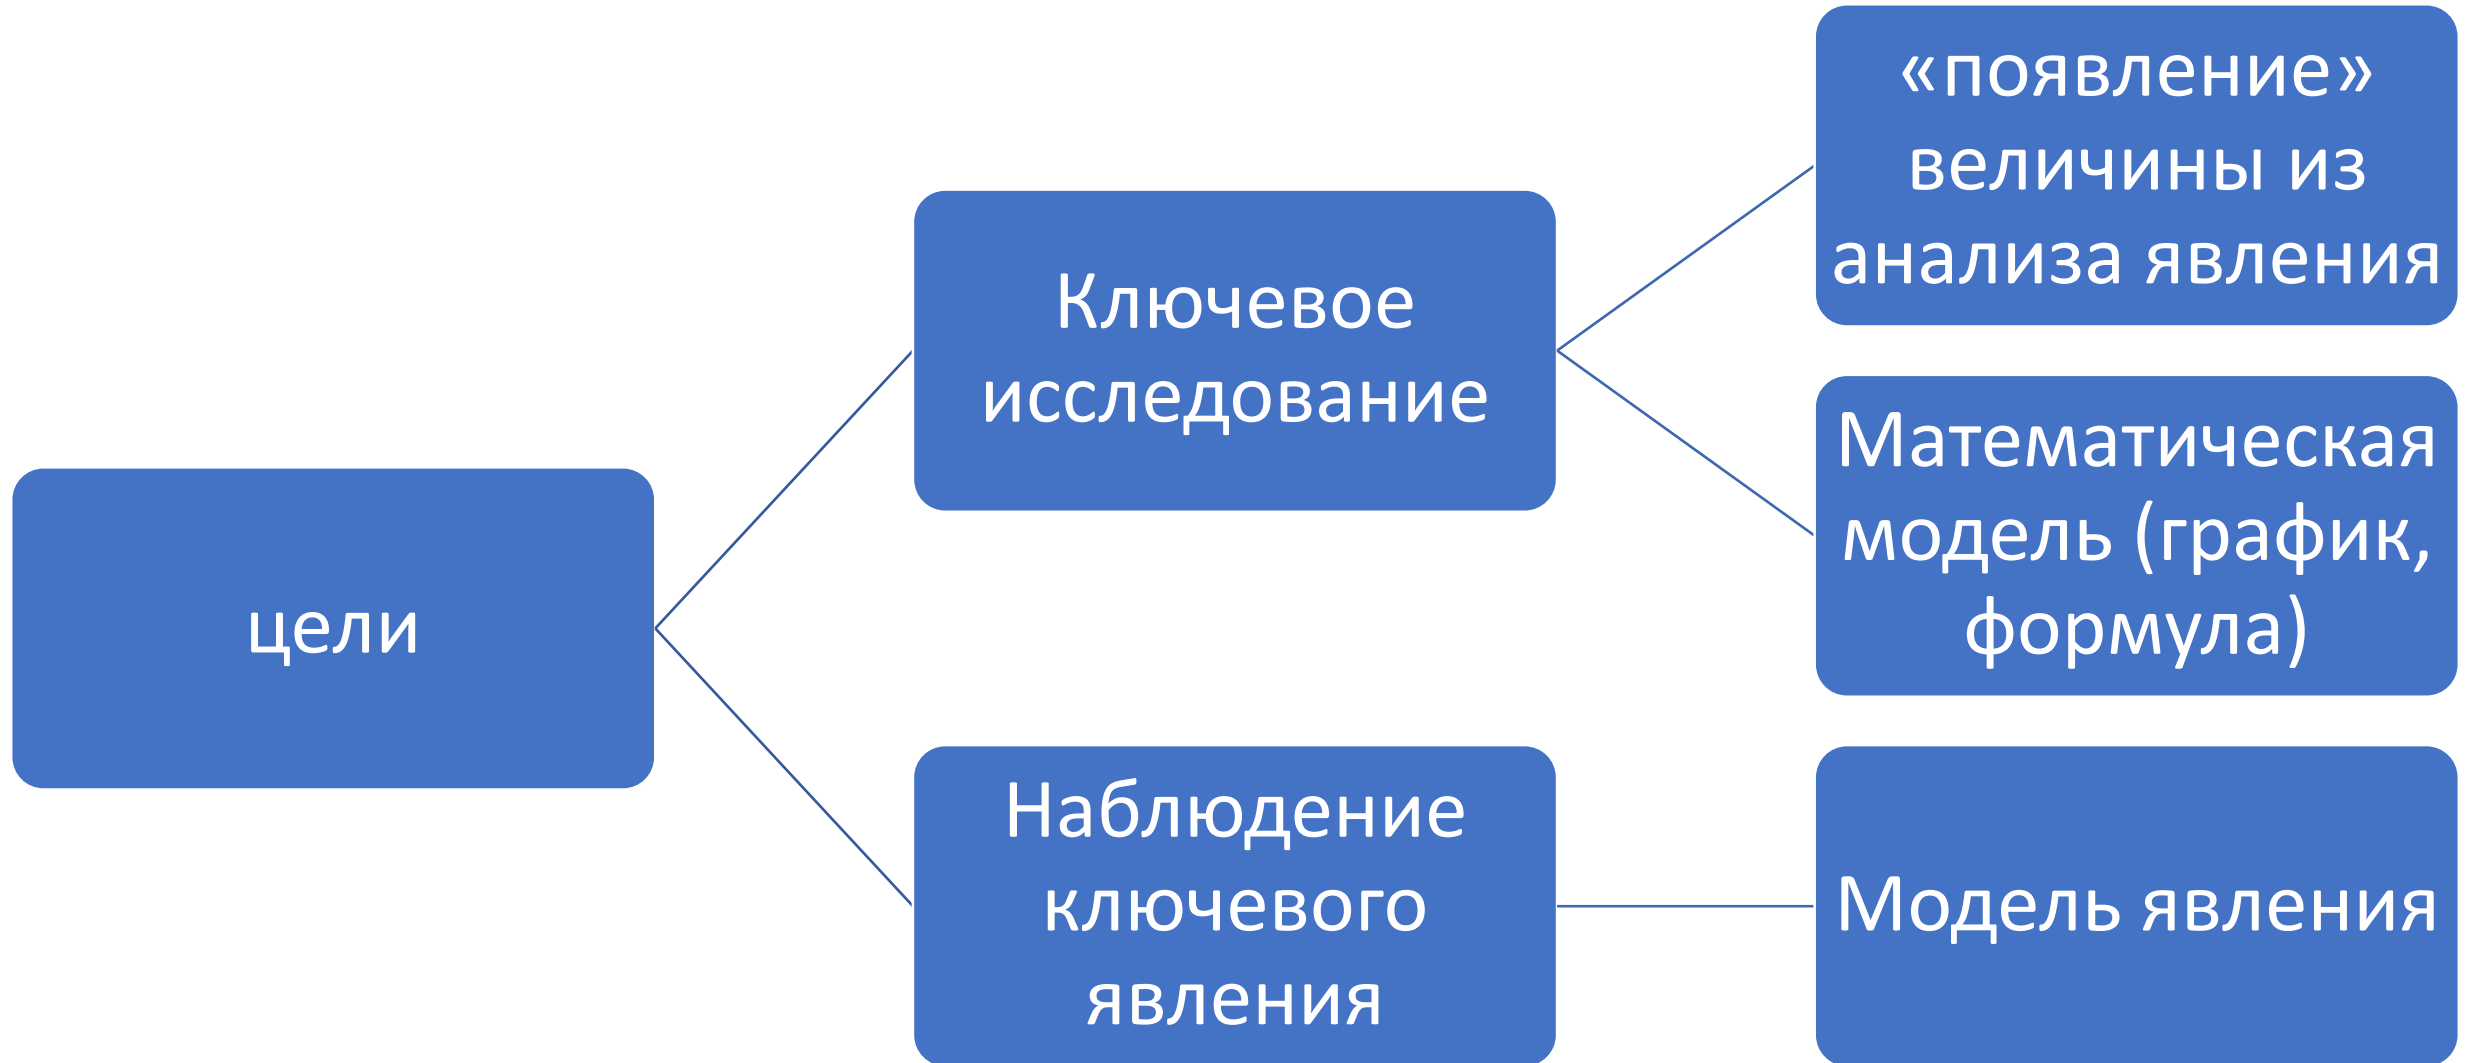 цели
Ключевое
исследование
«появление»
величины из
анализа явления
Математическая
модель (график,
формула)
Наблюдение
ключевого
явления
Модель явления